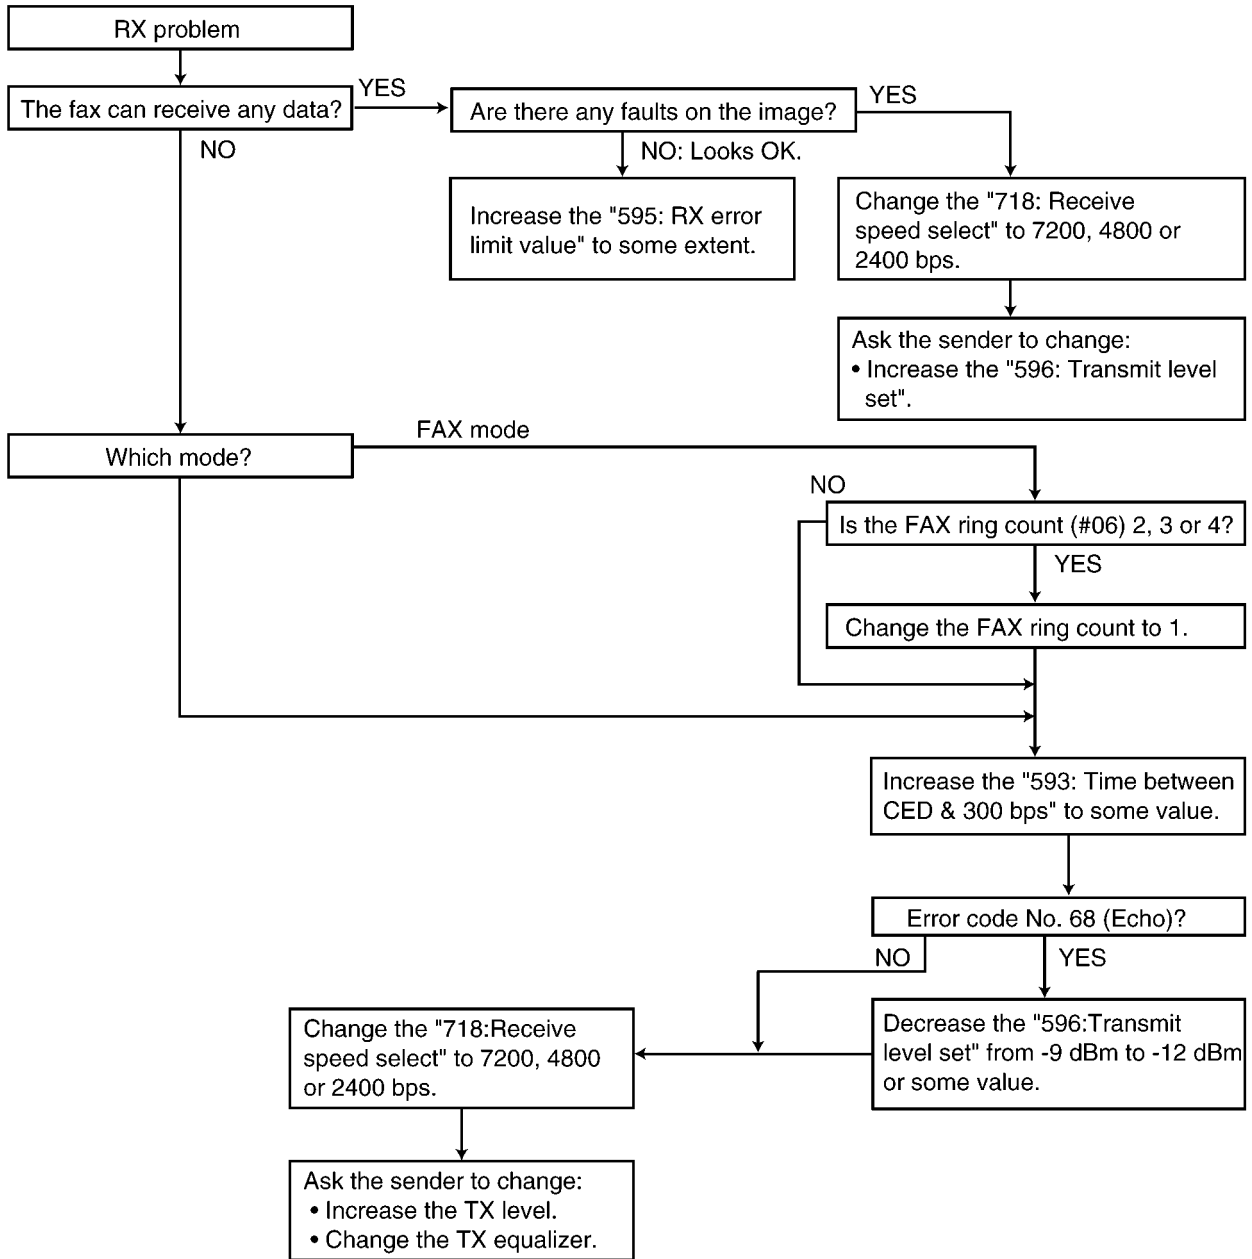 RX problem
The fax can receive any data?
YES
Are there any faults on the image?
YES
NO
NO: Looks OK.
Increase the "595: RX error
limit value" to some extent.
Change the "718: Receive
speed select" to 7200, 4800 or
2400 bps.
Ask the sender to change:
• Increase the "596: Transmit level
set".
Which mode?
FAX mode
NO
Is the FAX ring count (#06) 2, 3 or 4?
YES
Change the FAX ring count to 1.
Increase the "593: Time between
CED & 300 bps" to some value.
Error code No. 68 (Echo)?
NO
YES
Decrease the "596:Transmit
level set" from -9 dBm to -12 dBm
or some value.
Change the "718:Receive
speed select" to 7200, 4800
or 2400 bps.
Ask the sender to change:
• Increase the TX level.
• Change the TX equalizer.